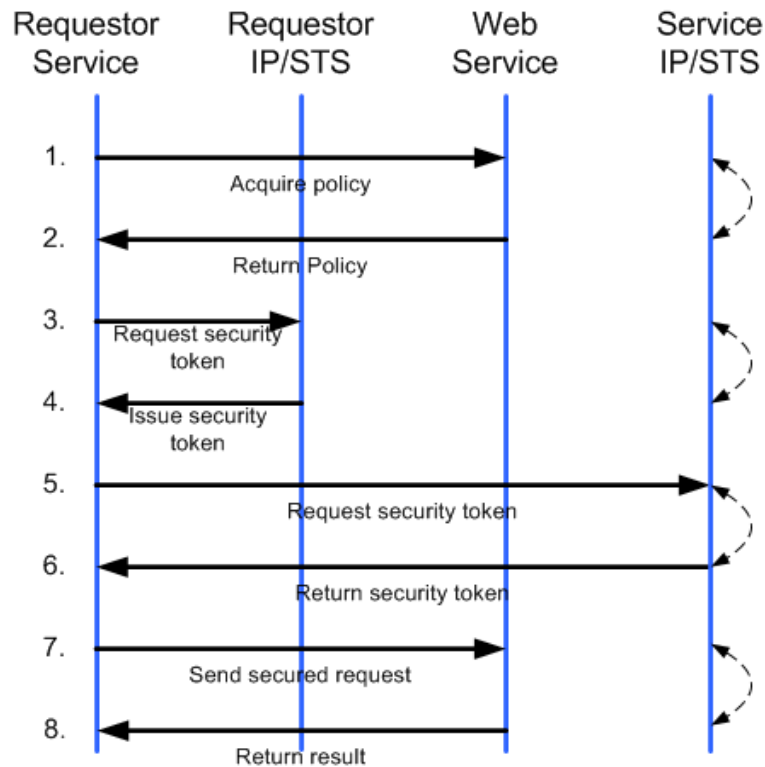 Requestor
Service
Requestor
IP/STS
Web
Service
Service
IP/STS
1.
Acquire policy
2.
Return Policy
3.
Request security
token
4.
Issue security
token
5.
Request security token
6.
Return security token
7.
Send secured request
8.
Return result